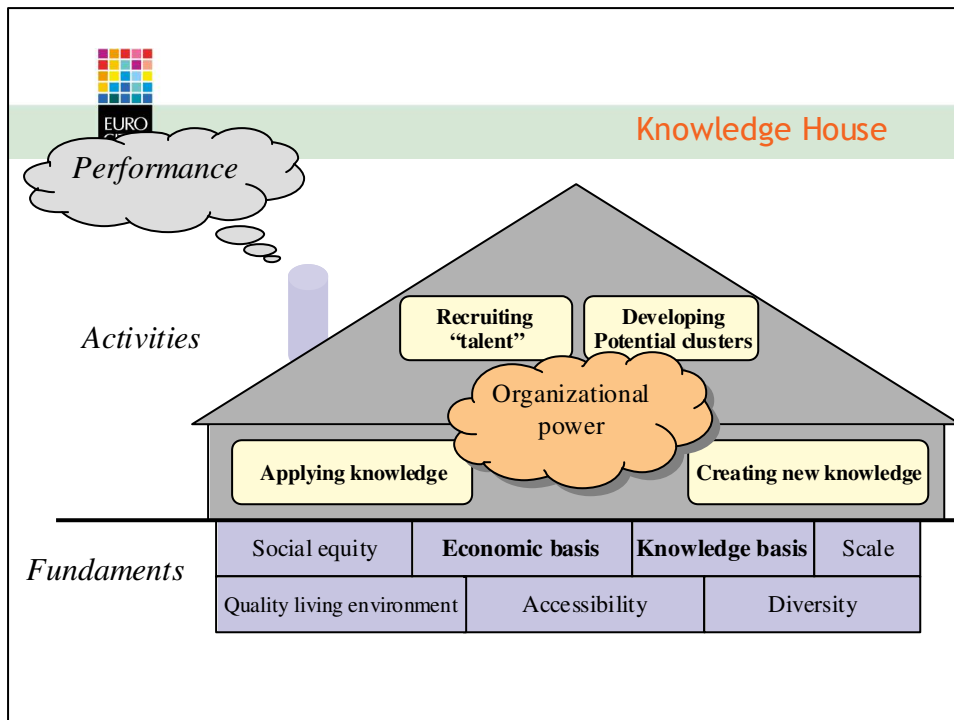 EURO
Knowledge House
Performance
Activities
Recruiting
“talent”
Developing
Potential clusters
Organizational
power
Applying knowledge
Creating new knowledge
Fundaments
Social equity
Economic basis
Knowledge basis
Scale
Quality living environment
Accessibility
Diversity